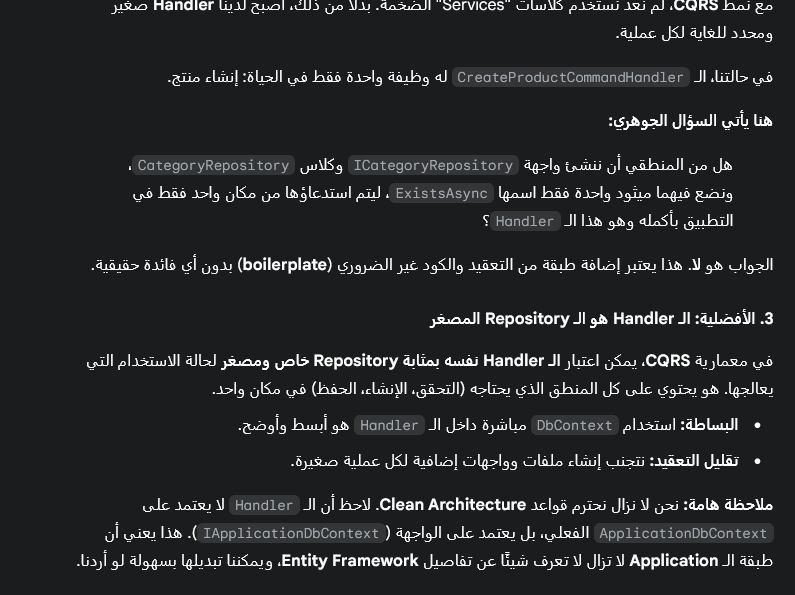 مع نمط CQRS، لم نعد نستخدم كلاسات "Services" الضخمة. بدلاً من ذلك، أصبح لدينا Handler صغير
ومحدد للغاية لكل عملية.
في حالتنا، الـ CreateProductCommandHandler له وظيفة واحدة فقط في الحياة: إنشاء منتج.
هنا يأتي السؤال الجوهري:
هل من المنطقي أن ننشئ واجهة ICategoryRepository وكلاس CategoryRepository،
ونضع فيهما ميثود واحدة فقط اسمها ExistsAsync، ليتم استدعاؤها من مكان واحد فقط في
التطبيق بأكمله وهو هذا الـ Handler؟
الجواب هو لا. هذا يعتبر إضافة طبقة من التعقيد والكود غير الضروري (boilerplate) بدون أي فائدة حقيقية.
3. الأفضلية: الـ Handler هو الـ Repository المصغر
في معمارية CQRS، يمكن اعتبار الـ Handler نفسه بمثابة Repository خاص ومصغر لحالة الاستخدام التي
يعالجها. هو يحتوي على كل المنطق الذي يحتاجه (التحقق، الإنشاء، الحفظ) في مكان واحد.
• البساطة: استخدام DbContext مباشرة داخل الـ Handler هو أبسط وأوضح.
• تقليل التعقيد: نتجنب إنشاء ملفات وواجهات إضافية لكل عملية صغيرة.
ملاحظة هامة: نحن لا نزال نحترم قواعد Clean Architecture. لاحظ أن الـ Handler لا يعتمد على
ApplicationDbContext الفعلي، بل يعتمد على الواجهة (IApplicationDbContext). هذا يعني أن
طبقة الـ Application لا تزال لا تعرف شيئًا عن تفاصيل Entity Framework، ويمكننا تبديلها بسهولة لو أردنا.